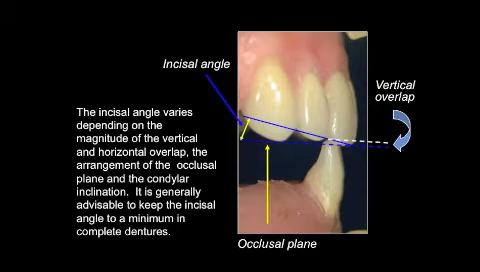 Incisal angle
Vertical
overlap
The incisal angle varies
depending on the
magnitude of the vertical
and horizontal overlap, the
arrangement of the  occlusal
plane and the condylar
inclination.  It is generally
advisable to keep the incisal
angle to a minimum in
complete dentures.
Occlusal plane